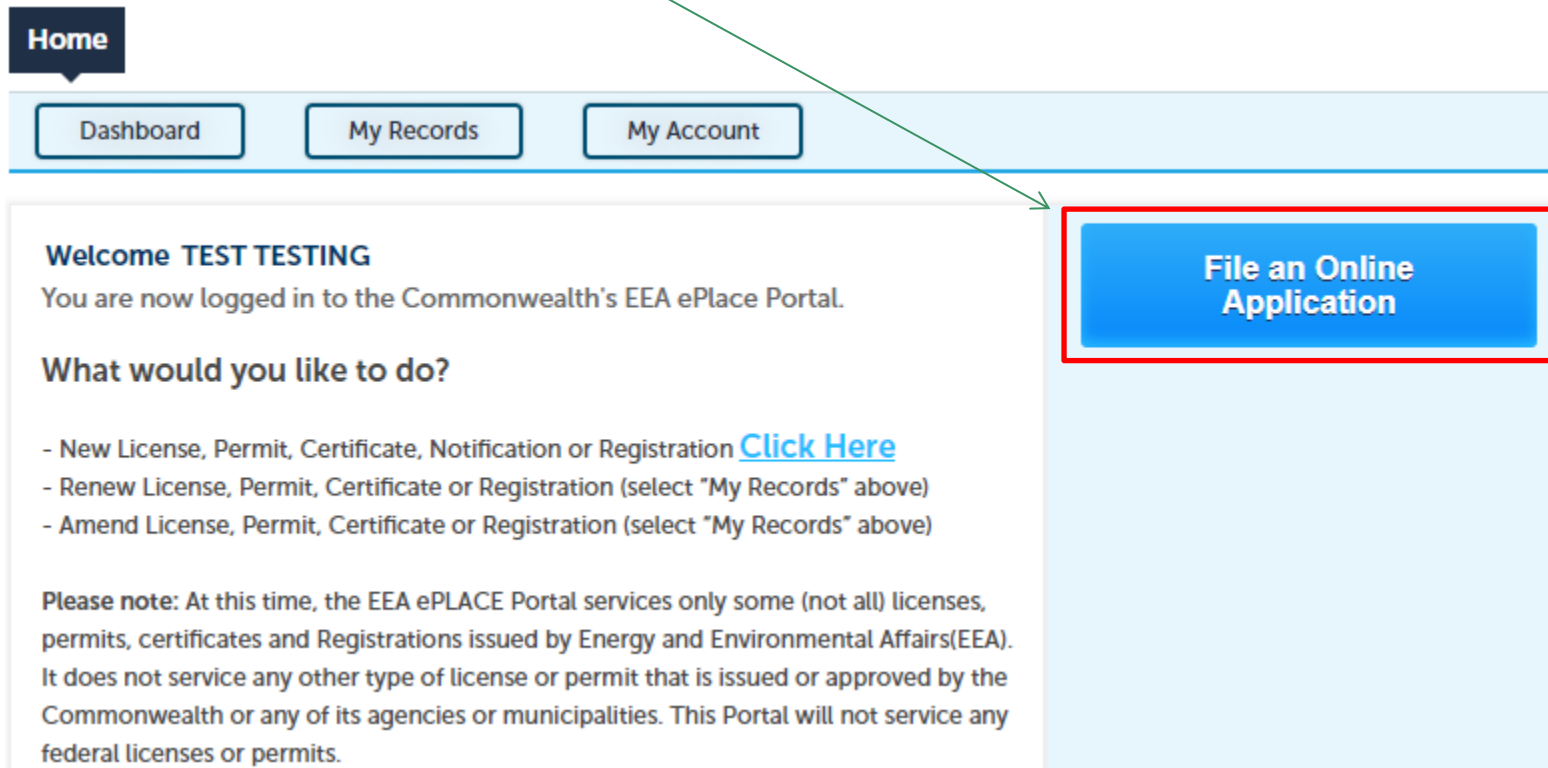 Home
Dashboard My Records My Account
Welcome TEST TESTING
You are now logged in to the Commonwealth's EEA ePlace Portal.
File an Online
Application
What would you like to do?
- New License, Permit, Certificate, Notification or Registration Click Here
- Renew License, Permit, Certificate or Registration (select "My Records" above)
- Amend License, Permit, Certificate or Registration (select "My Records" above)
Please note: At this time, the EEA ePLACE Portal services only some (not all) licenses,
permits, certificates and Registrations issued by Energy and Environmental Affairs(EEA).
It does not service any other type of license or permit that is issued or approved by the
Commonwealth or any of its agencies or municipalities. This Portal will not service any
federal licenses or permits.